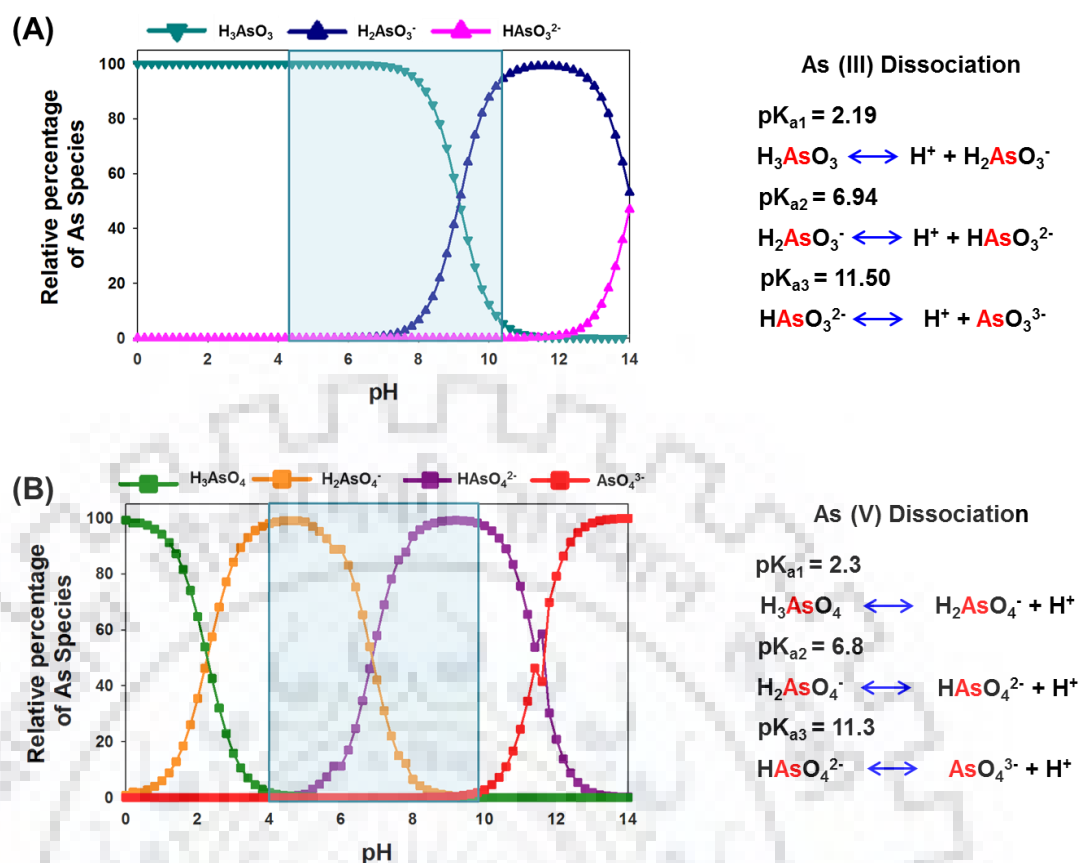 (A)
H₃AsO₃ H₂AsO₃⁻ HAsO₃²⁻
Relative percentage
of As Species
100
80
60
40
20
0
0 2 4 6 8 10 12 14
pH
As (III) Dissociation
pKₐ₁ = 2.19
H₃AsO₃ ⟷ H⁺ + H₂AsO₃⁻
pKₐ₂ = 6.94
H₂AsO₃⁻ ⟷ H⁺ + HAsO₃²⁻
pKₐ₃ = 11.50
HAsO₃²⁻ ⟷ H⁺ + AsO₃³⁻
(B)
H₃AsO₄ H₂AsO₄⁻ HAsO₄²⁻ AsO₄³⁻
Relative percentage
of As Species
100
80
60
40
20
0
0 2 4 6 8 10 12 14
pH
As (V) Dissociation
pKₐ₁ = 2.3
H₃AsO₄ ⟷ H₂AsO₄⁻ + H⁺
pKₐ₂ = 6.8
H₂AsO₄⁻ ⟷ HAsO₄²⁻ + H⁺
pKₐ₃ = 11.3
HAsO₄²⁻ ⟷ AsO₄³⁻ + H⁺